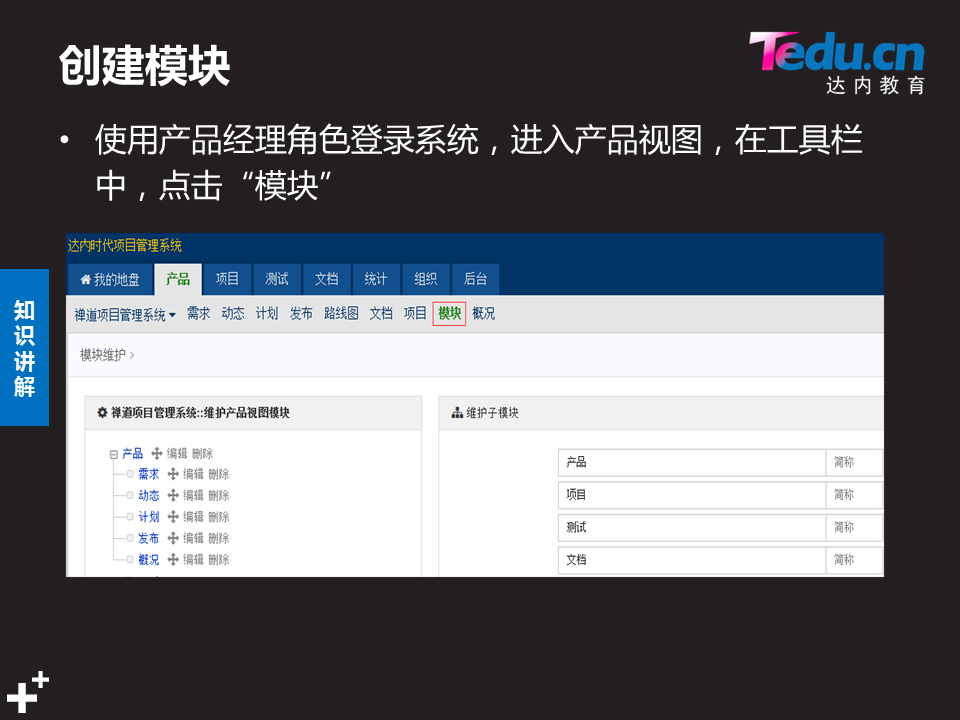 创建模块
Tedu.cn
达内教育
• 使用产品经理角色登录系统，进入产品视图，在工具栏
中，点击“模块”
知识讲解
达内时代项目管理系统
我的地盘 产品 项目 测试 文档 统计 组织 后台
禅道项目管理系统 需求 动态 计划 发布 路线图 文档 项目 模块 概况
模块维护 >
禅道项目管理系统::维护产品视图模块
产品 编辑 删除
需求 编辑 删除
动态 编辑 删除
计划 编辑 删除
发布 编辑 删除
概况 编辑 删除
维护子模块
产品 简称
项目 简称
测试 简称
文档 简称